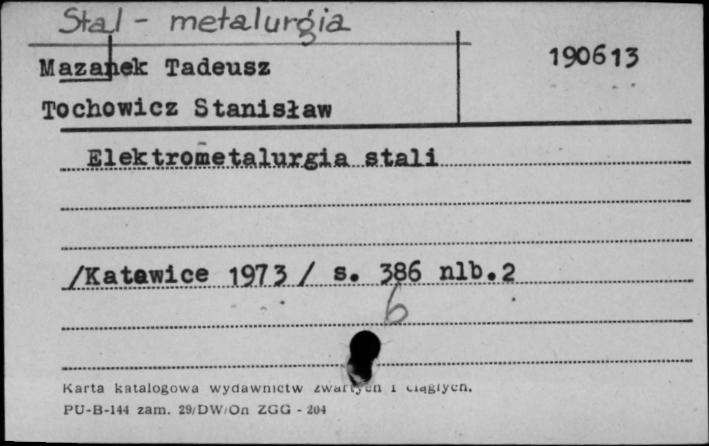 Stal - metalurgia
Mazanek Tadeusz
190613
Tochowicz Stanisław
Elektrometalurgia stali
/Katowice 1973/ s. 386 nlb.2
6
Karta katalogowa wydawnictw zwartych i ciągłych.
PU-B-144 zam. 29/DW/On ZGG - 204